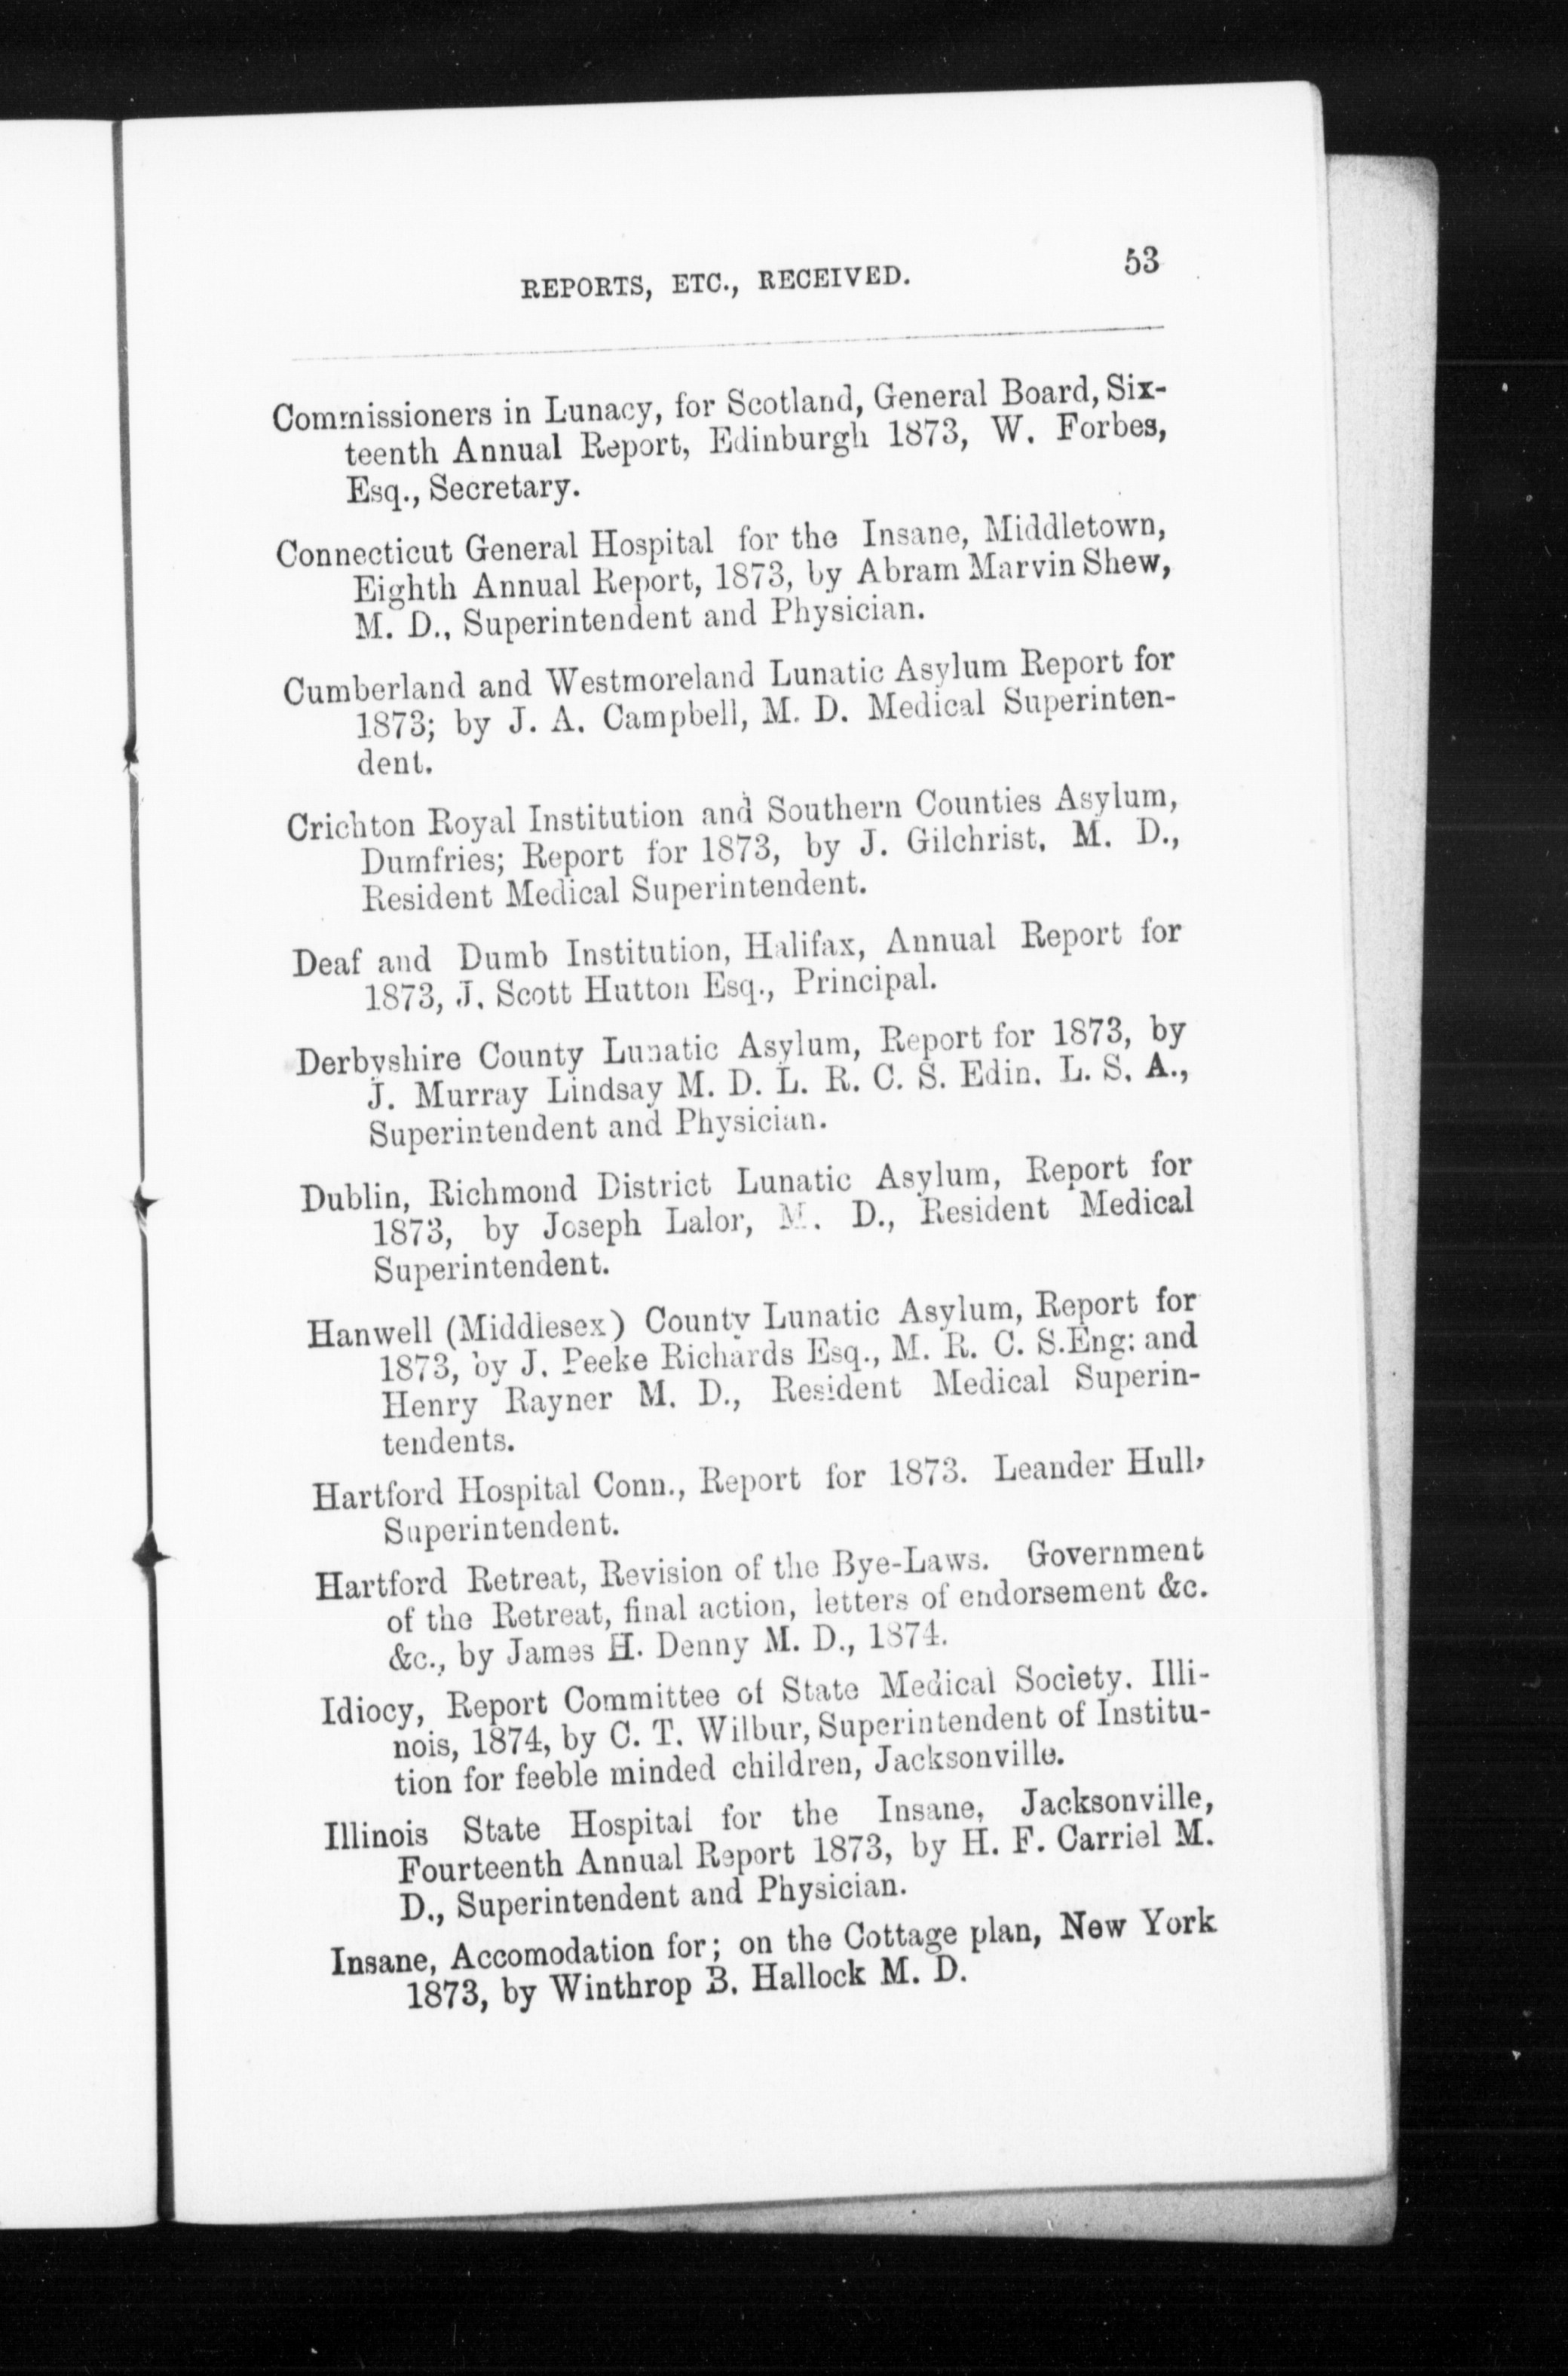 REPORTS, ETC., RECEIVED. 53
Commissioners in Lunacy, for Scotland, General Board, Six-
teenth Annual Report, Edinburgh 1873, W. Forbes,
Esq., Secretary.
Connecticut General Hospital for the Insane, Middletown,
Eighth Annual Report, 1873, by Abram Marvin Shew,
M. D., Superintendent and Physician.
Cumberland and Westmoreland Lunatic Asylum Report for
1873; by J. A. Campbell, M. D. Medical Superinten-
dent.
Crichton Royal Institution and Southern Counties Asylum,
Dumfries; Report for 1873, by J. Gilchrist, M. D.,
Resident Medical Superintendent.
Deaf and Dumb Institution, Halifax, Annual Report for
1873, J. Scott Hutton Esq., Principal.
Derbyshire County Lunatic Asylum, Report for 1873, by
J. Murray Lindsay M. D. L. R. C. S. Edin. L. S. A.,
Superintendent and Physician.
Dublin, Richmond District Lunatic Asylum, Report for
1873, by Joseph Lalor, M. D., Resident Medical
Superintendent.
Hanwell (Middlesex) County Lunatic Asylum, Report for
1873, by J. Peeke Richards Esq., M. R. C. S.Eng: and
Henry Rayner M. D., Resident Medical Superin-
tendents.
Hartford Hospital Conn., Report for 1873. Leander Hull,
Superintendent.
Hartford Retreat, Revision of the Bye-Laws. Government
of the Retreat, final action, letters of endorsement &c.
&c., by James H. Denny M. D., 1874.
Idiocy, Report Committee of State Medical Society. Illi-
nois, 1874, by C. T. Wilbur, Superintendent of Institu-
tion for feeble minded children, Jacksonville.
Illinois State Hospital for the Insane, Jacksonville,
Fourteenth Annual Report 1873, by H. F. Carriel M.
D., Superintendent and Physician.
Insane, Accomodation for; on the Cottage plan, New York
1873, by Winthrop B. Hallock M. D.